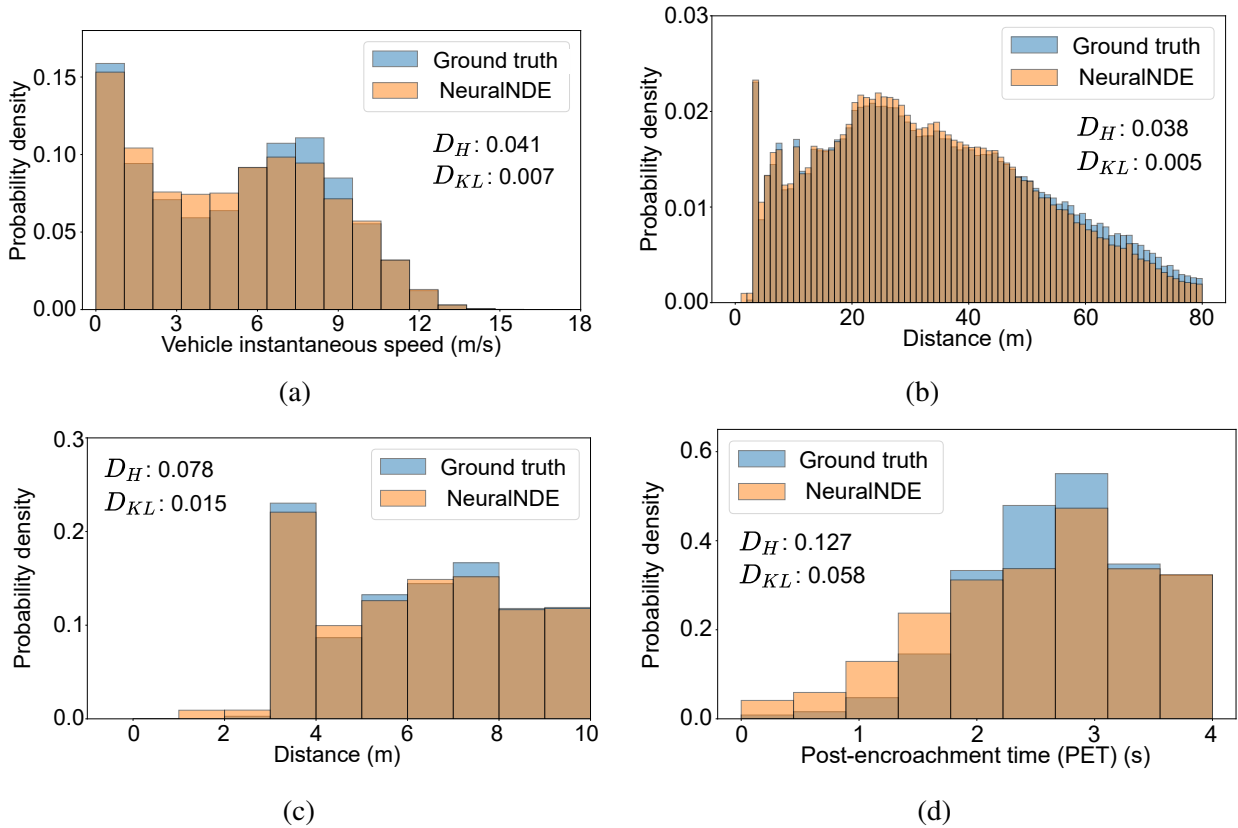 Probability density
0.15
0.10
0.05
0.00
Ground truth
NeuralNDE
D_H: 0.041
D_KL: 0.007
0 3 6 9 12 15 18
Vehicle instantaneous speed (m/s)
(a)
Probability density
0.03
0.02
0.01
0.00
Ground truth
NeuralNDE
D_H: 0.038
D_KL: 0.005
0 20 40 60 80
Distance (m)
(b)
Probability density
0.3
0.2
0.1
0.0
D_H: 0.078
D_KL: 0.015
Ground truth
NeuralNDE
0 2 4 6 8 10
Distance (m)
(c)
Probability density
0.6
0.4
0.2
0.0
Ground truth
NeuralNDE
D_H: 0.127
D_KL: 0.058
0 1 2 3 4
Post-encroachment time (PET) (s)
(d)